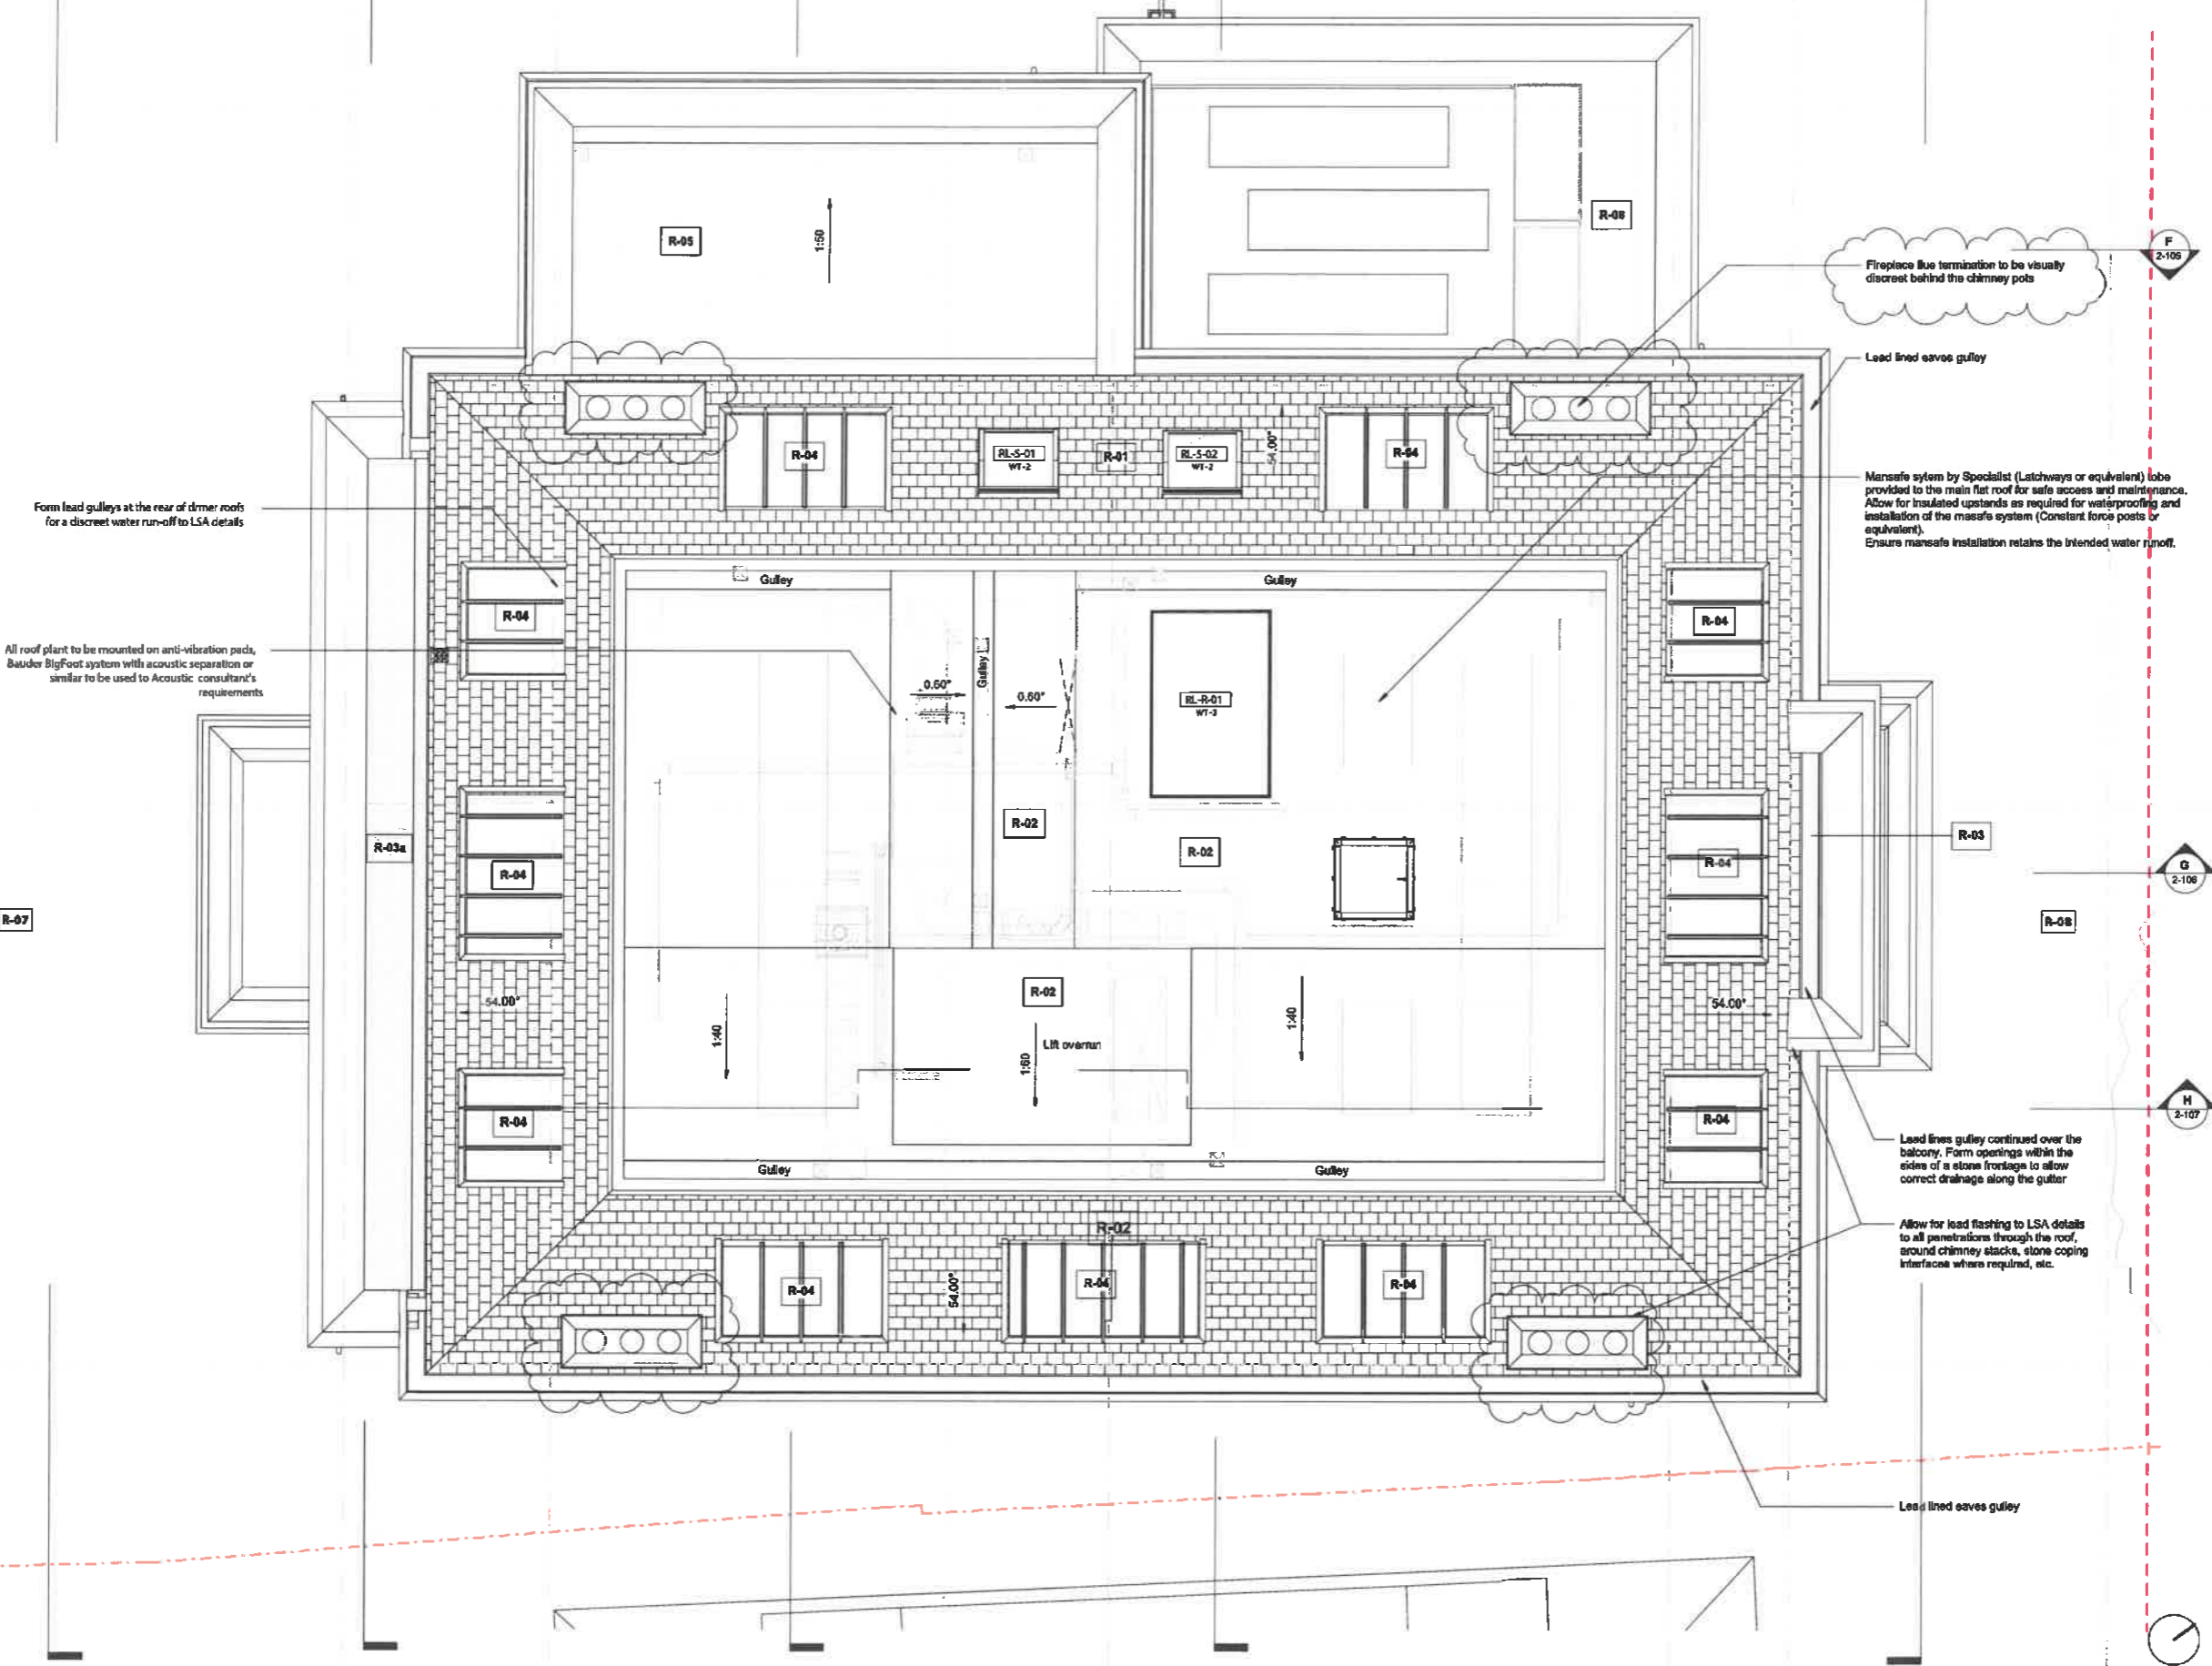 R-05
1:50
R-06
F
2-105
Fireplace flue termination to be visually
discreet behind the chimney pots
Lead lined eaves gulley
R-04
RL-S-01
WT-2
R-01
RL-S-02
WT-2
54.00°
R-04
Mansafe sytem by Specialist (Latchways or equivalent) tobe
provided to the main flat roof for safe access and maintenance.
Allow for insulated upstands as required for waterproofing and
installation of the masafe system (Constant force posts or
equivalent).
Ensure mansafe installation retains the intended water runoff.
Form lead gulleys at the rear of drmer roofs
for a discreet water run-off to LSA details
Gulley
Gulley
R-04
R-04
All roof plant to be mounted on anti-vibration pads,
Bauder BigFoot system with acoustic separation or
similar to be used to Acoustic consultant's
requirements
0.60°
Gulley
0.60°
RL-R-01
WT-3
R-02
R-02
R-03a
R-03
R-04
R-04
G
2-106
R-07
R-08
R-02
54.00°
54.00°
1:40
1:60
Lift overrun
1:40
R-04
R-04
H
2-107
Lead lines gulley continued over the
balcony. Form openings within the
sides of a stone frontage to allow
correct drainage along the gutter
Gulley
Gulley
R-02
Allow for lead flashing to LSA details
to all penetrations through the roof,
around chimney stacks, stone coping
interfaces where required, etc.
R-04
54.00°
R-04
R-04
Lead lined eaves gulley